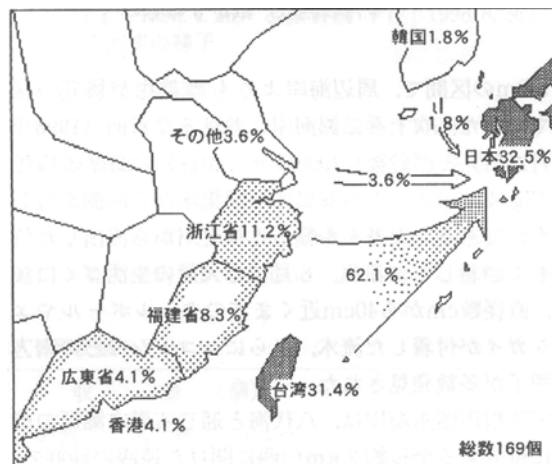 韓国1.8%
1.8%
日本32.5%
その他3.6%
3.6%
浙江省11.2%
62.1%
福建省8.3%
広東省4.1%
台湾31.4%
香港4.1%
総数169個